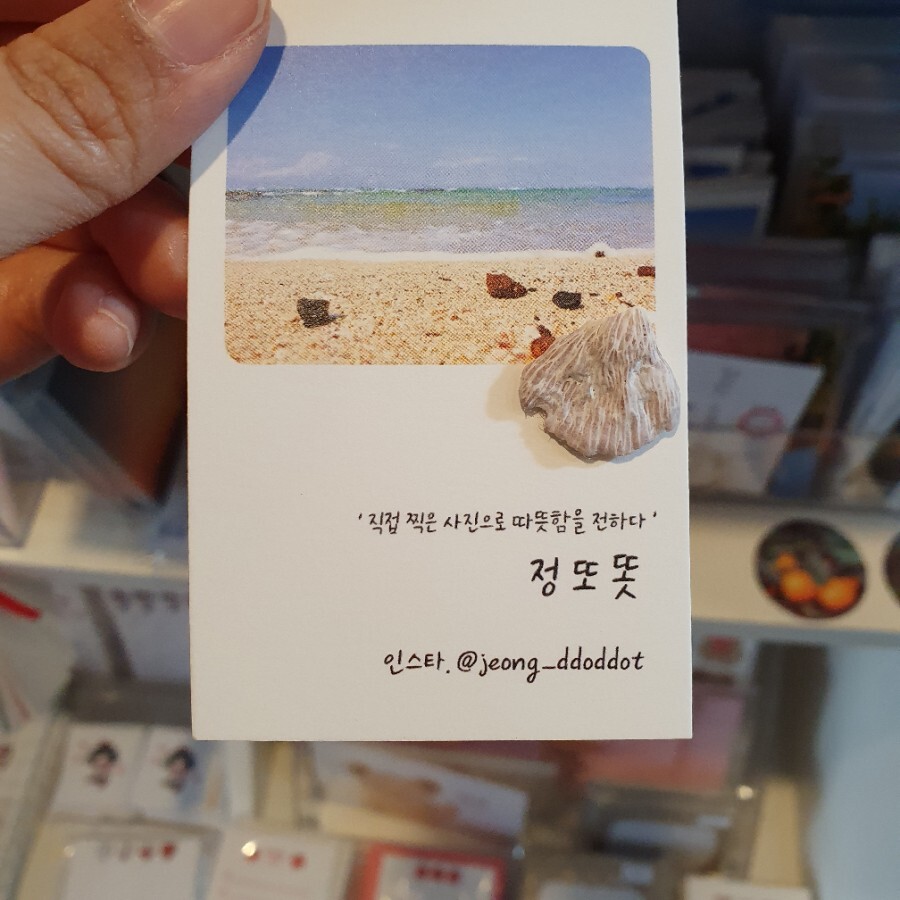 '직접 찍은 사진으로 따뜻함을 전하다'
정또똣
인스타. @jeong_ddoddot